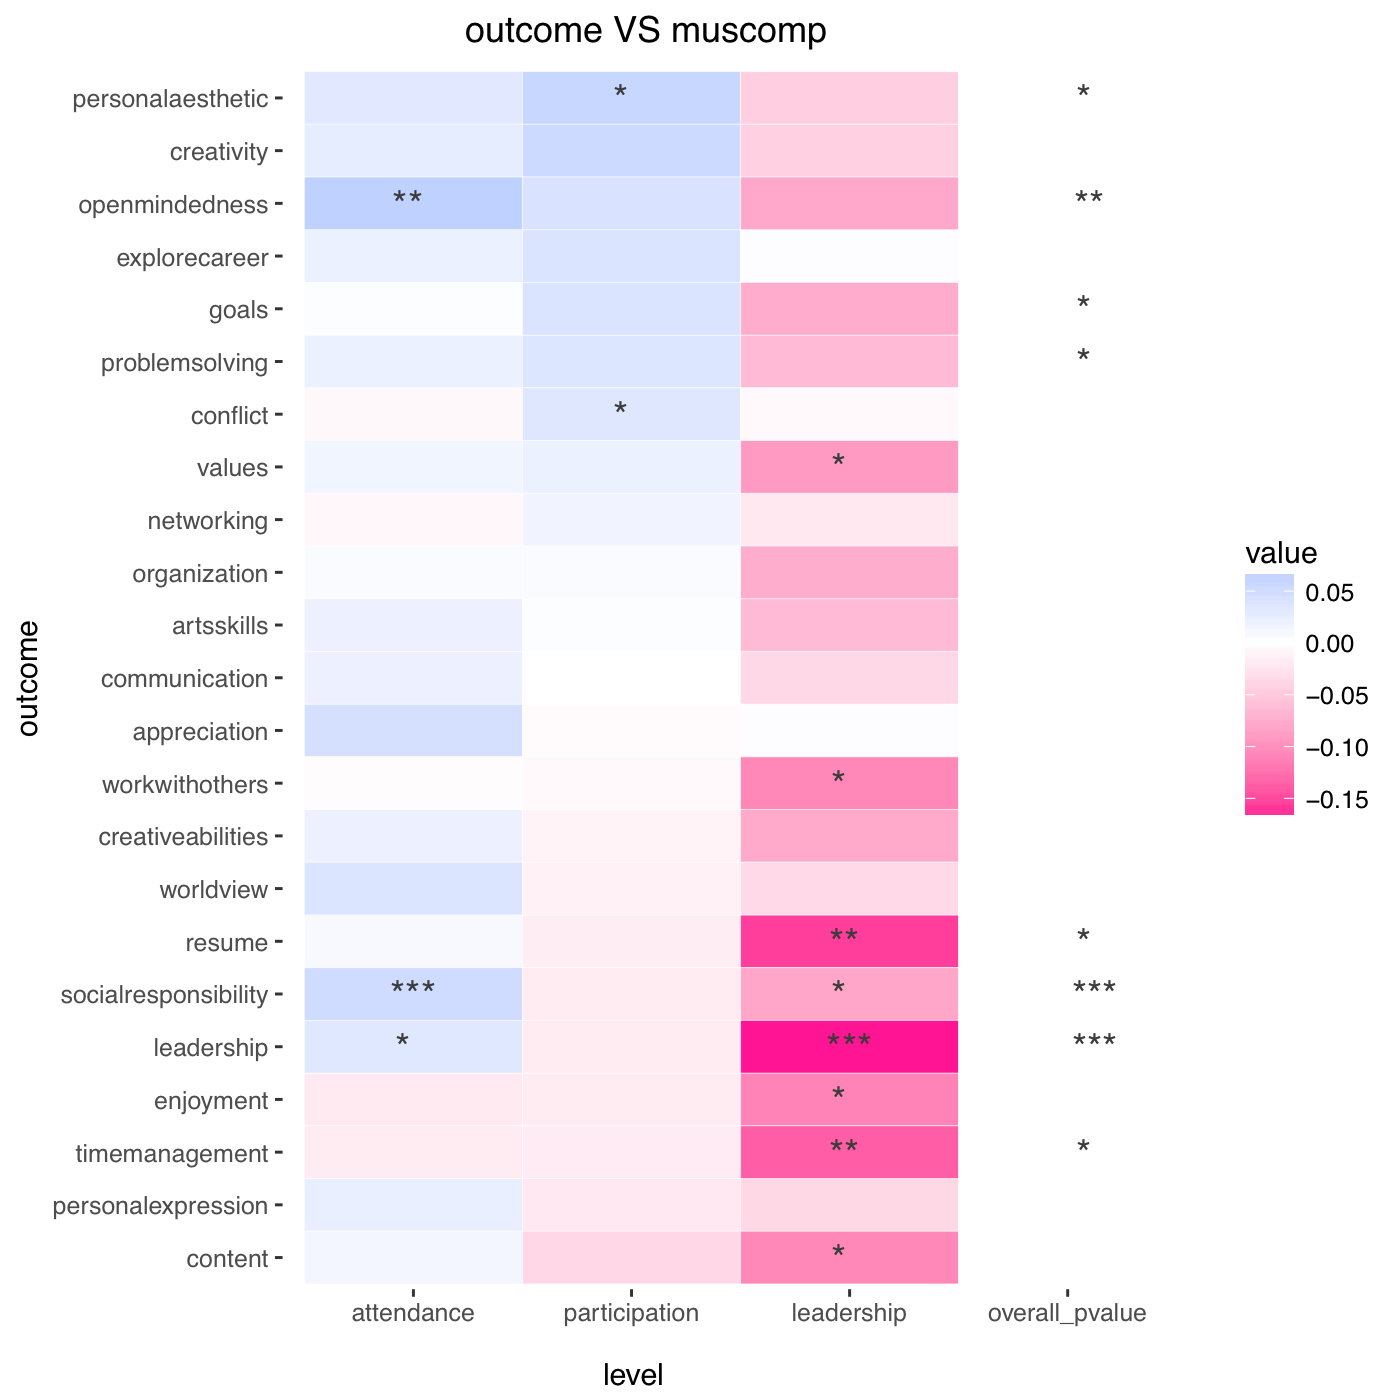 outcome VS muscomp
personalaesthetic * *
creativity
openmindedness ** **
explorecareer
goals *
problemsolving *
conflict *
values *
networking
organization
artsskills
communication
appreciation
workwithothers *
creativeabilities
worldview
resume ** *
socialresponsibility *** * ***
leadership * *** ***
enjoyment *
timemanagement ** *
personalexpression
content *
outcome
attendance participation leadership overall_pvalue
level
value
0.05
0.00
−0.05
−0.10
−0.15